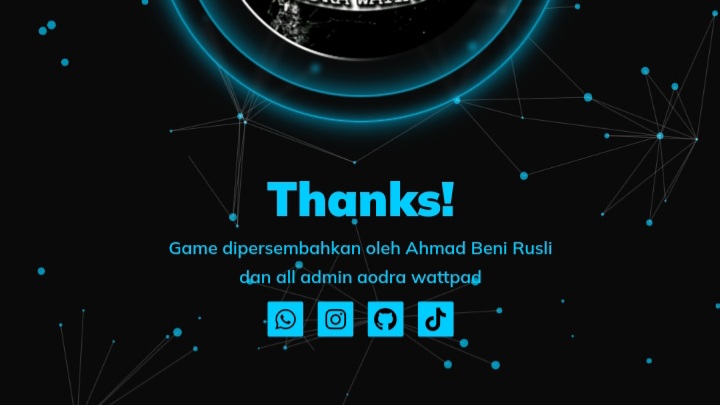 Thanks!
Game dipersembahkan oleh Ahmad Beni Rusli
dan all admin aodra wattpad